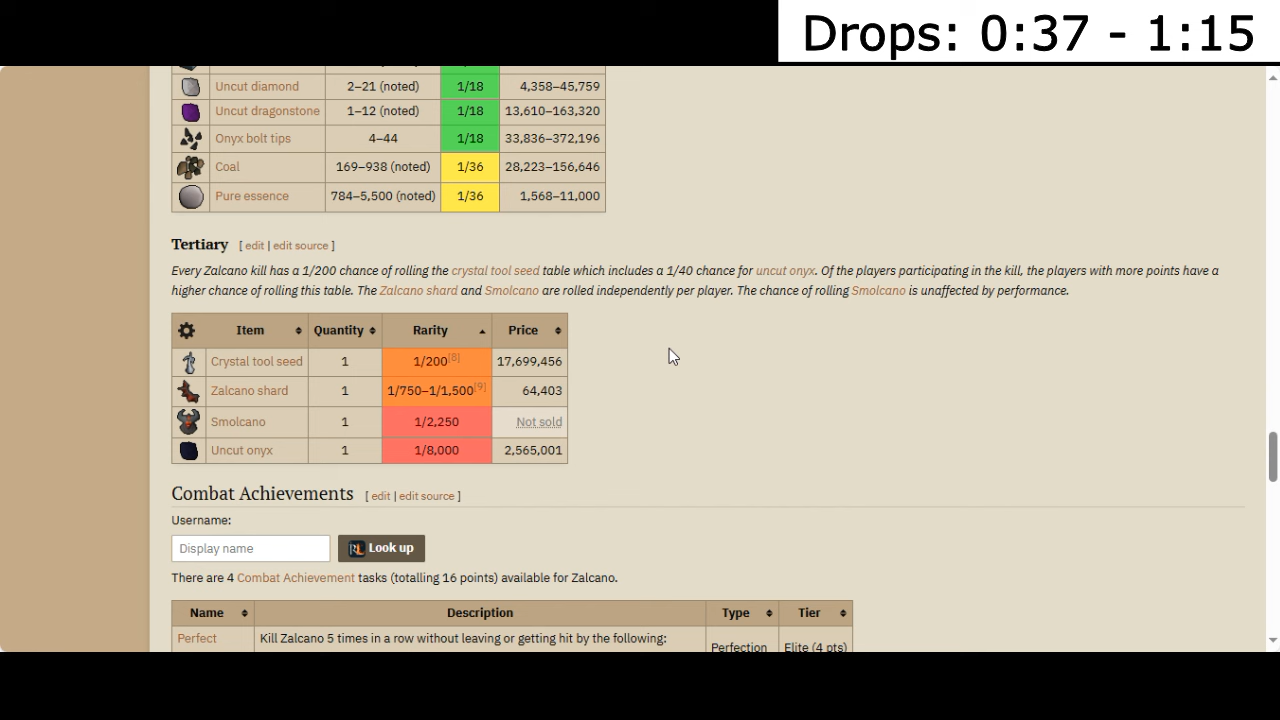 Drops: 0:37 - 1:15
Uncut diamond 2–21 (noted) 1/18 4,358–45,759
Uncut dragonstone 1–12 (noted) 1/18 13,610–163,320
Onyx bolt tips 4–44 1/18 33,836–372,196
Coal 169–938 (noted) 1/36 28,223–156,646
Pure essence 784–5,500 (noted) 1/36 1,568–11,000
Tertiary [ edit | edit source ]
Every Zalcano kill has a 1/200 chance of rolling the crystal tool seed table which includes a 1/40 chance for uncut onyx. Of the players participating in the kill, the players with more points have a
higher chance of rolling this table. The Zalcano shard and Smolcano are rolled independently per player. The chance of rolling Smolcano is unaffected by performance.
Item Quantity Rarity Price
Crystal tool seed 1 1/200[8] 17,699,456
Zalcano shard 1 1/750–1/1,500[9] 64,403
Smolcano 1 1/2,250 Not sold
Uncut onyx 1 1/8,000 2,565,001
Combat Achievements [ edit | edit source ]
Username:
Display name Look up
There are 4 Combat Achievement tasks (totalling 16 points) available for Zalcano.
Name Description Type Tier
Perfect Kill Zalcano 5 times in a row without leaving or getting hit by the following:
Perfection Elite (4 pts)